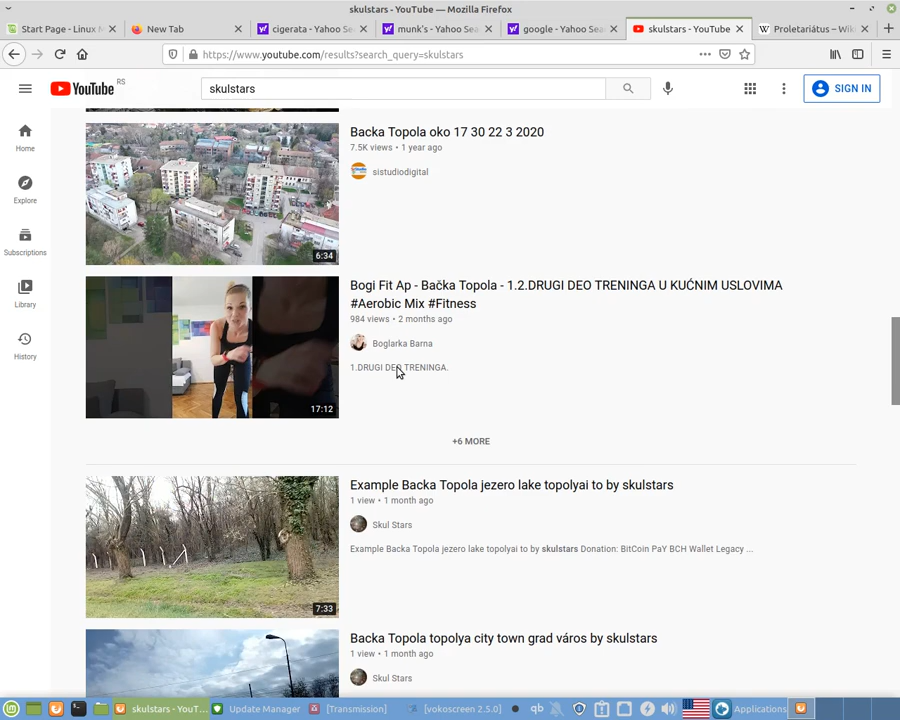 skulstars - YouTube — Mozilla Firefox
Start Page - Linux M
New Tab
cigerata - Yahoo Se
munk's - Yahoo Sea
google - Yahoo Sea
skulstars - YouTube
Proletariátus – Wik
https://www.youtube.com/results?search_query=skulstars
YouTube RS
skulstars
SIGN IN
Home
Explore
Subscriptions
Library
History
Backa Topola oko 17 30 22 3 2020
7.5K views • 1 year ago
sistudiodigital
6:34
Bogi Fit Ap - Bačka Topola - 1.2.DRUGI DEO TRENINGA U KUĆNIM USLOVIMA
#Aerobic Mix #Fitness
984 views • 2 months ago
Boglarka Barna
1.DRUGI DEO TRENINGA.
17:12
+6 MORE
Example Backa Topola jezero lake topolyai to by skulstars
1 view • 1 month ago
Skul Stars
Example Backa Topola jezero lake topolyai to by skulstars Donation: BitCoin PaY BCH Wallet Legacy ...
7:33
Backa Topola topolya city town grad város by skulstars
1 view • 1 month ago
Skul Stars
skulstars - YouT...
Update Manager
[Transmission]
[vokoscreen 2.5.0]
qb
Applications